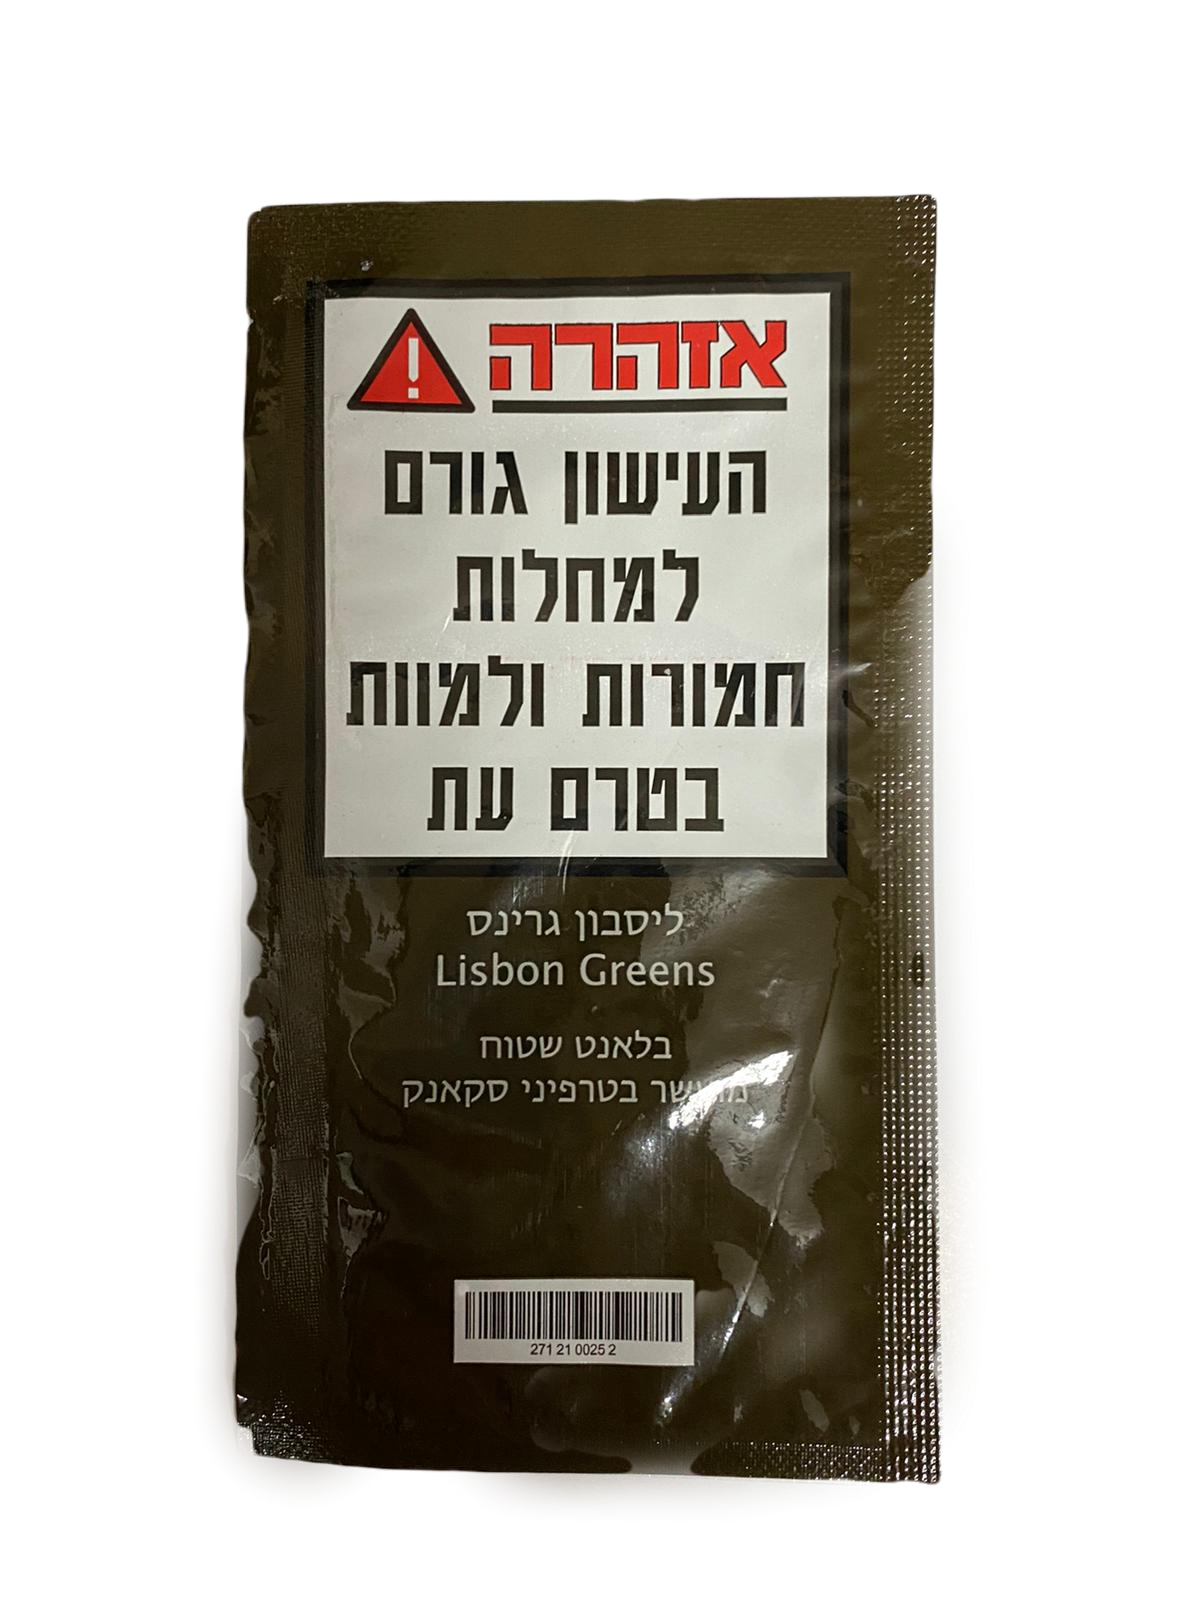 אזהרה
העישון גורם
למחלות
חמורות ולמוות
בטרם עת
ליסבון גרינס
Lisbon Greens
בלאנט שטוח
מועשר בטרפיני סקאנק
271 21 0025 2